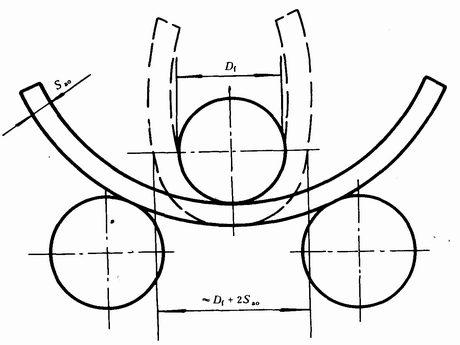 D_f
S_ao
≈ D_f + 2S_ao